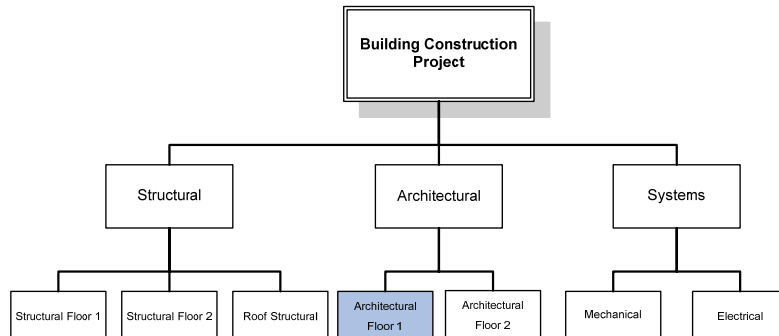 Building Construction
Project
Structural
Architectural
Systems
Structural Floor 1
Structural Floor 2
Roof Structural
Architectural
Floor 1
Architectural
Floor 2
Mechanical
Electrical